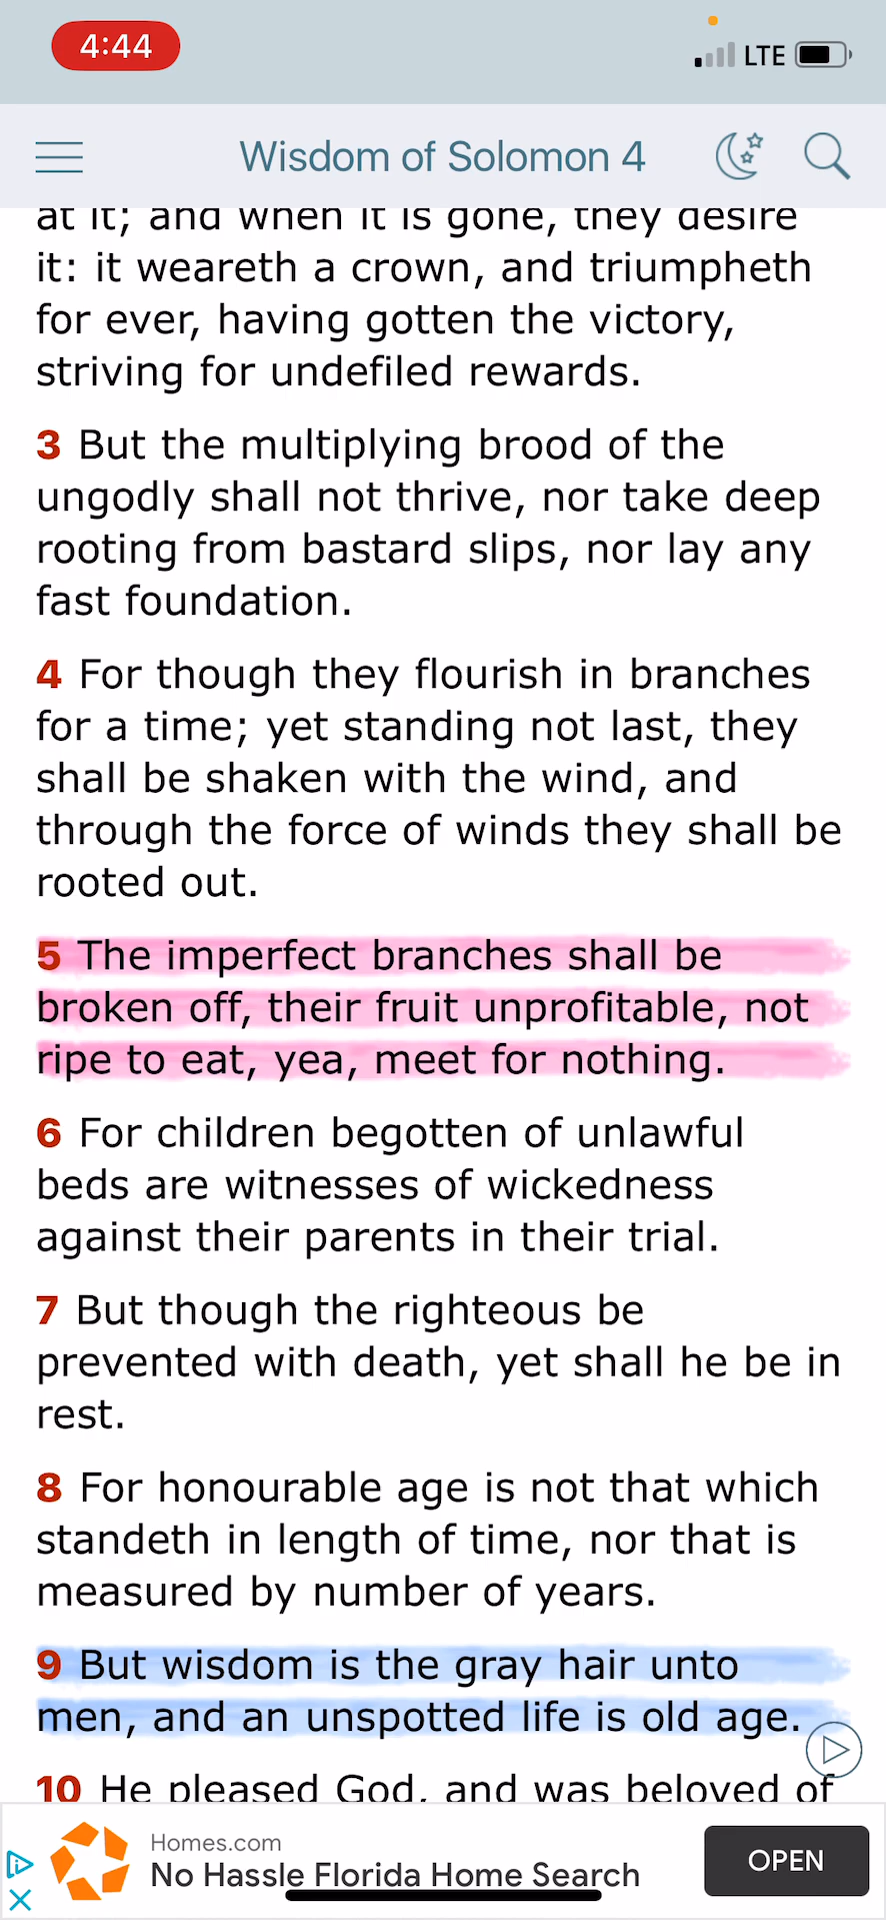 4:44
LTE
Wisdom of Solomon 4
at it; and when it is gone, they desire
it: it weareth a crown, and triumpheth
for ever, having gotten the victory,
striving for undefiled rewards.
3 But the multiplying brood of the
ungodly shall not thrive, nor take deep
rooting from bastard slips, nor lay any
fast foundation.
4 For though they flourish in branches
for a time; yet standing not last, they
shall be shaken with the wind, and
through the force of winds they shall be
rooted out.
5 The imperfect branches shall be
broken off, their fruit unprofitable, not
ripe to eat, yea, meet for nothing.
6 For children begotten of unlawful
beds are witnesses of wickedness
against their parents in their trial.
7 But though the righteous be
prevented with death, yet shall he be in
rest.
8 For honourable age is not that which
standeth in length of time, nor that is
measured by number of years.
9 But wisdom is the gray hair unto
men, and an unspotted life is old age.
10 He pleased God, and was beloved of
Homes.com
No Hassle Florida Home Search
OPEN